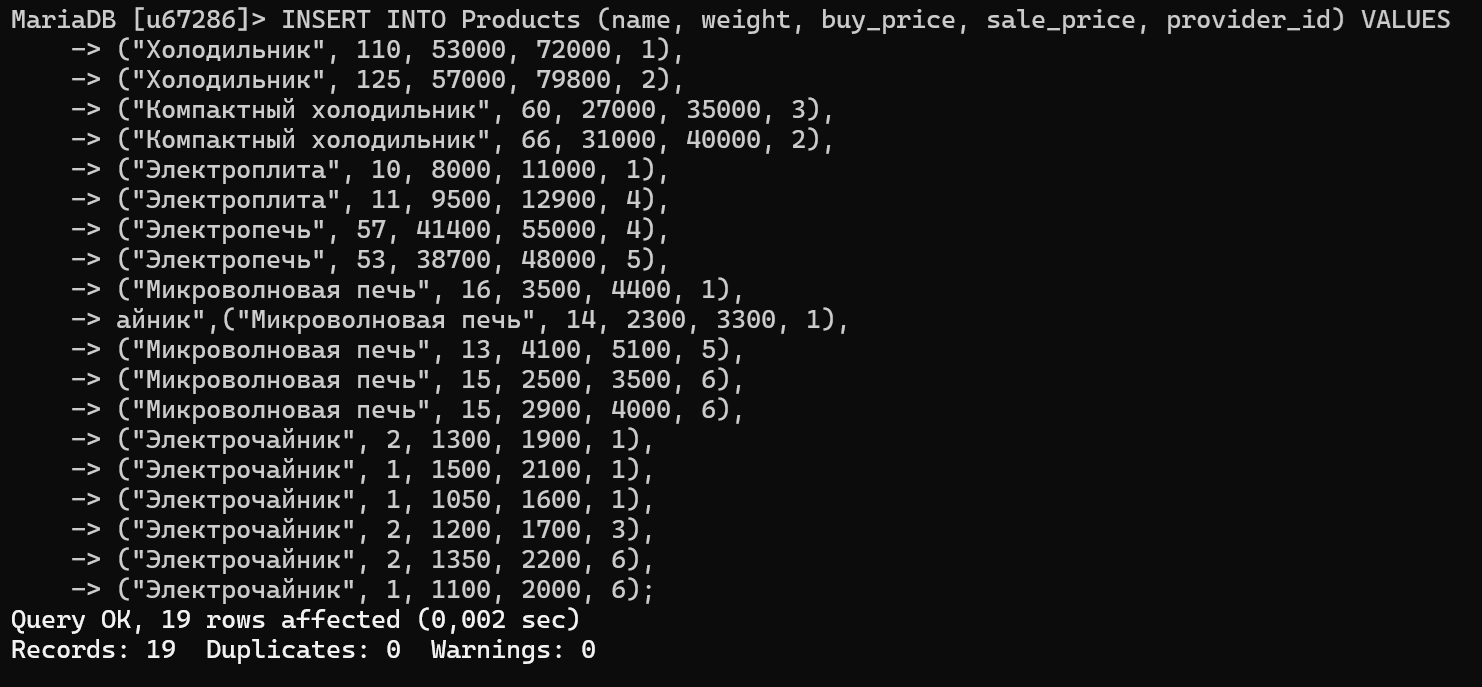 MariaDB [u67286]> INSERT INTO Products (name, weight, buy_price, sale_price, provider_id) VALUES
-> ("Холодильник", 110, 53000, 72000, 1),
-> ("Холодильник", 125, 57000, 79800, 2),
-> ("Компактный холодильник", 60, 27000, 35000, 3),
-> ("Компактный холодильник", 66, 31000, 40000, 2),
-> ("Электроплита", 10, 8000, 11000, 1),
-> ("Электроплита", 11, 9500, 12900, 4),
-> ("Электропечь", 57, 41400, 55000, 4),
-> ("Электропечь", 53, 38700, 48000, 5),
-> ("Микроволновая печь", 16, 3500, 4400, 1),
-> айник",("Микроволновая печь", 14, 2300, 3300, 1),
-> ("Микроволновая печь", 13, 4100, 5100, 5),
-> ("Микроволновая печь", 15, 2500, 3500, 6),
-> ("Микроволновая печь", 15, 2900, 4000, 6),
-> ("Электрочайник", 2, 1300, 1900, 1),
-> ("Электрочайник", 1, 1500, 2100, 1),
-> ("Электрочайник", 1, 1050, 1600, 1),
-> ("Электрочайник", 2, 1200, 1700, 3),
-> ("Электрочайник", 2, 1350, 2200, 6),
-> ("Электрочайник", 1, 1100, 2000, 6);
Query OK, 19 rows affected (0,002 sec)
Records: 19  Duplicates: 0  Warnings: 0